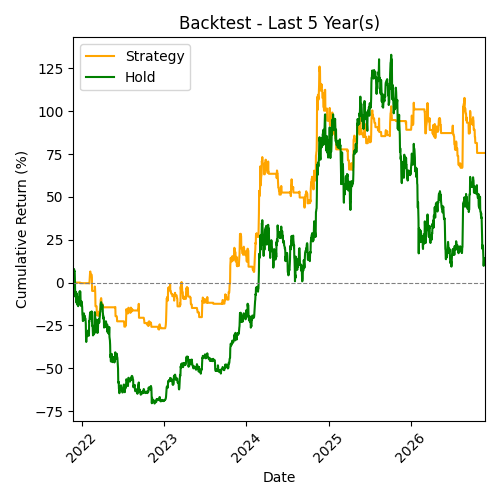 Backtest - Last 5 Year(s)
Strategy
Hold
Cumulative Return (%)
125
100
75
50
25
0
−25
−50
−75
2022
2023
2024
2025
2026
Date